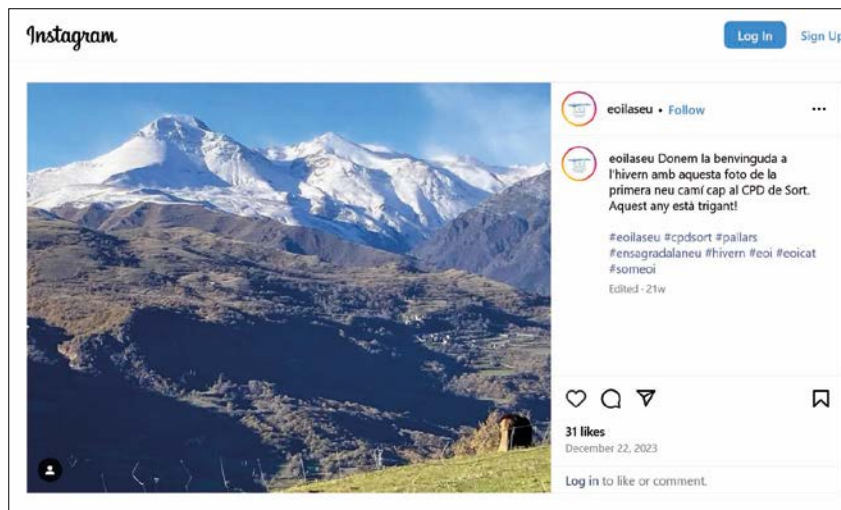 Instagram
Log In
Sign Up
eoilaseu • Follow
eoilaseu Donem la benvinguda a
l'hivern amb aquesta foto de la
primera neu camí cap al CPD de Sort.
Aquest any està trigant!
#eoilaseu #cpdsort #pallars
#ensagradalaneu #hivern #eoi #eoicat
#someoi
Edited · 21w
31 likes
December 22, 2023
Log in to like or comment.